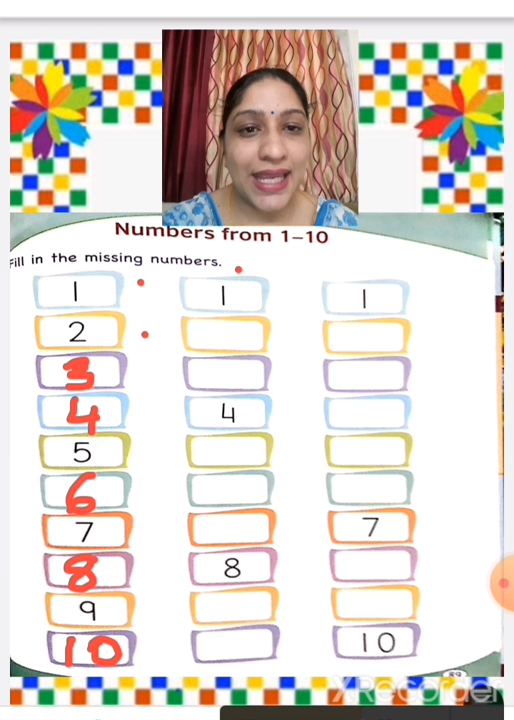 Numbers from 1–10
Fill in the missing numbers.
1 1 1
2
3
4 4
5
6
7 7
8 8
9
10 10
89
XRecorder